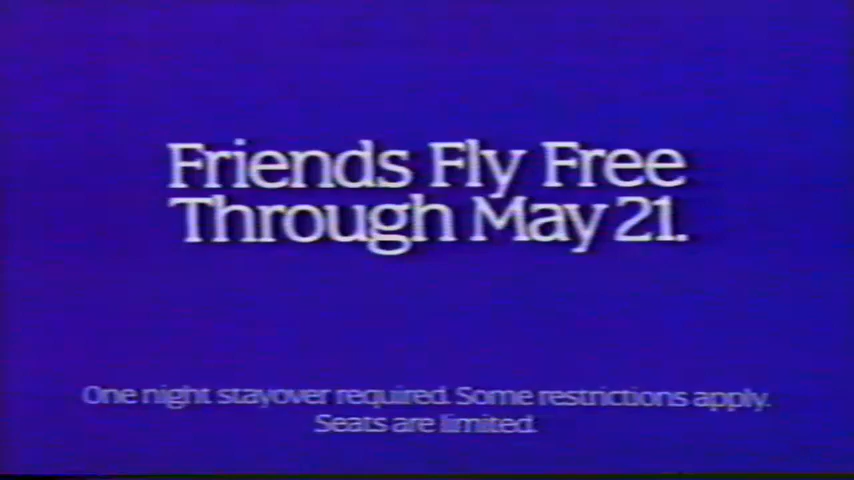 Friends Fly Free
Through May 21.
One night stayover required. Some restrictions apply.
Seats are limited.